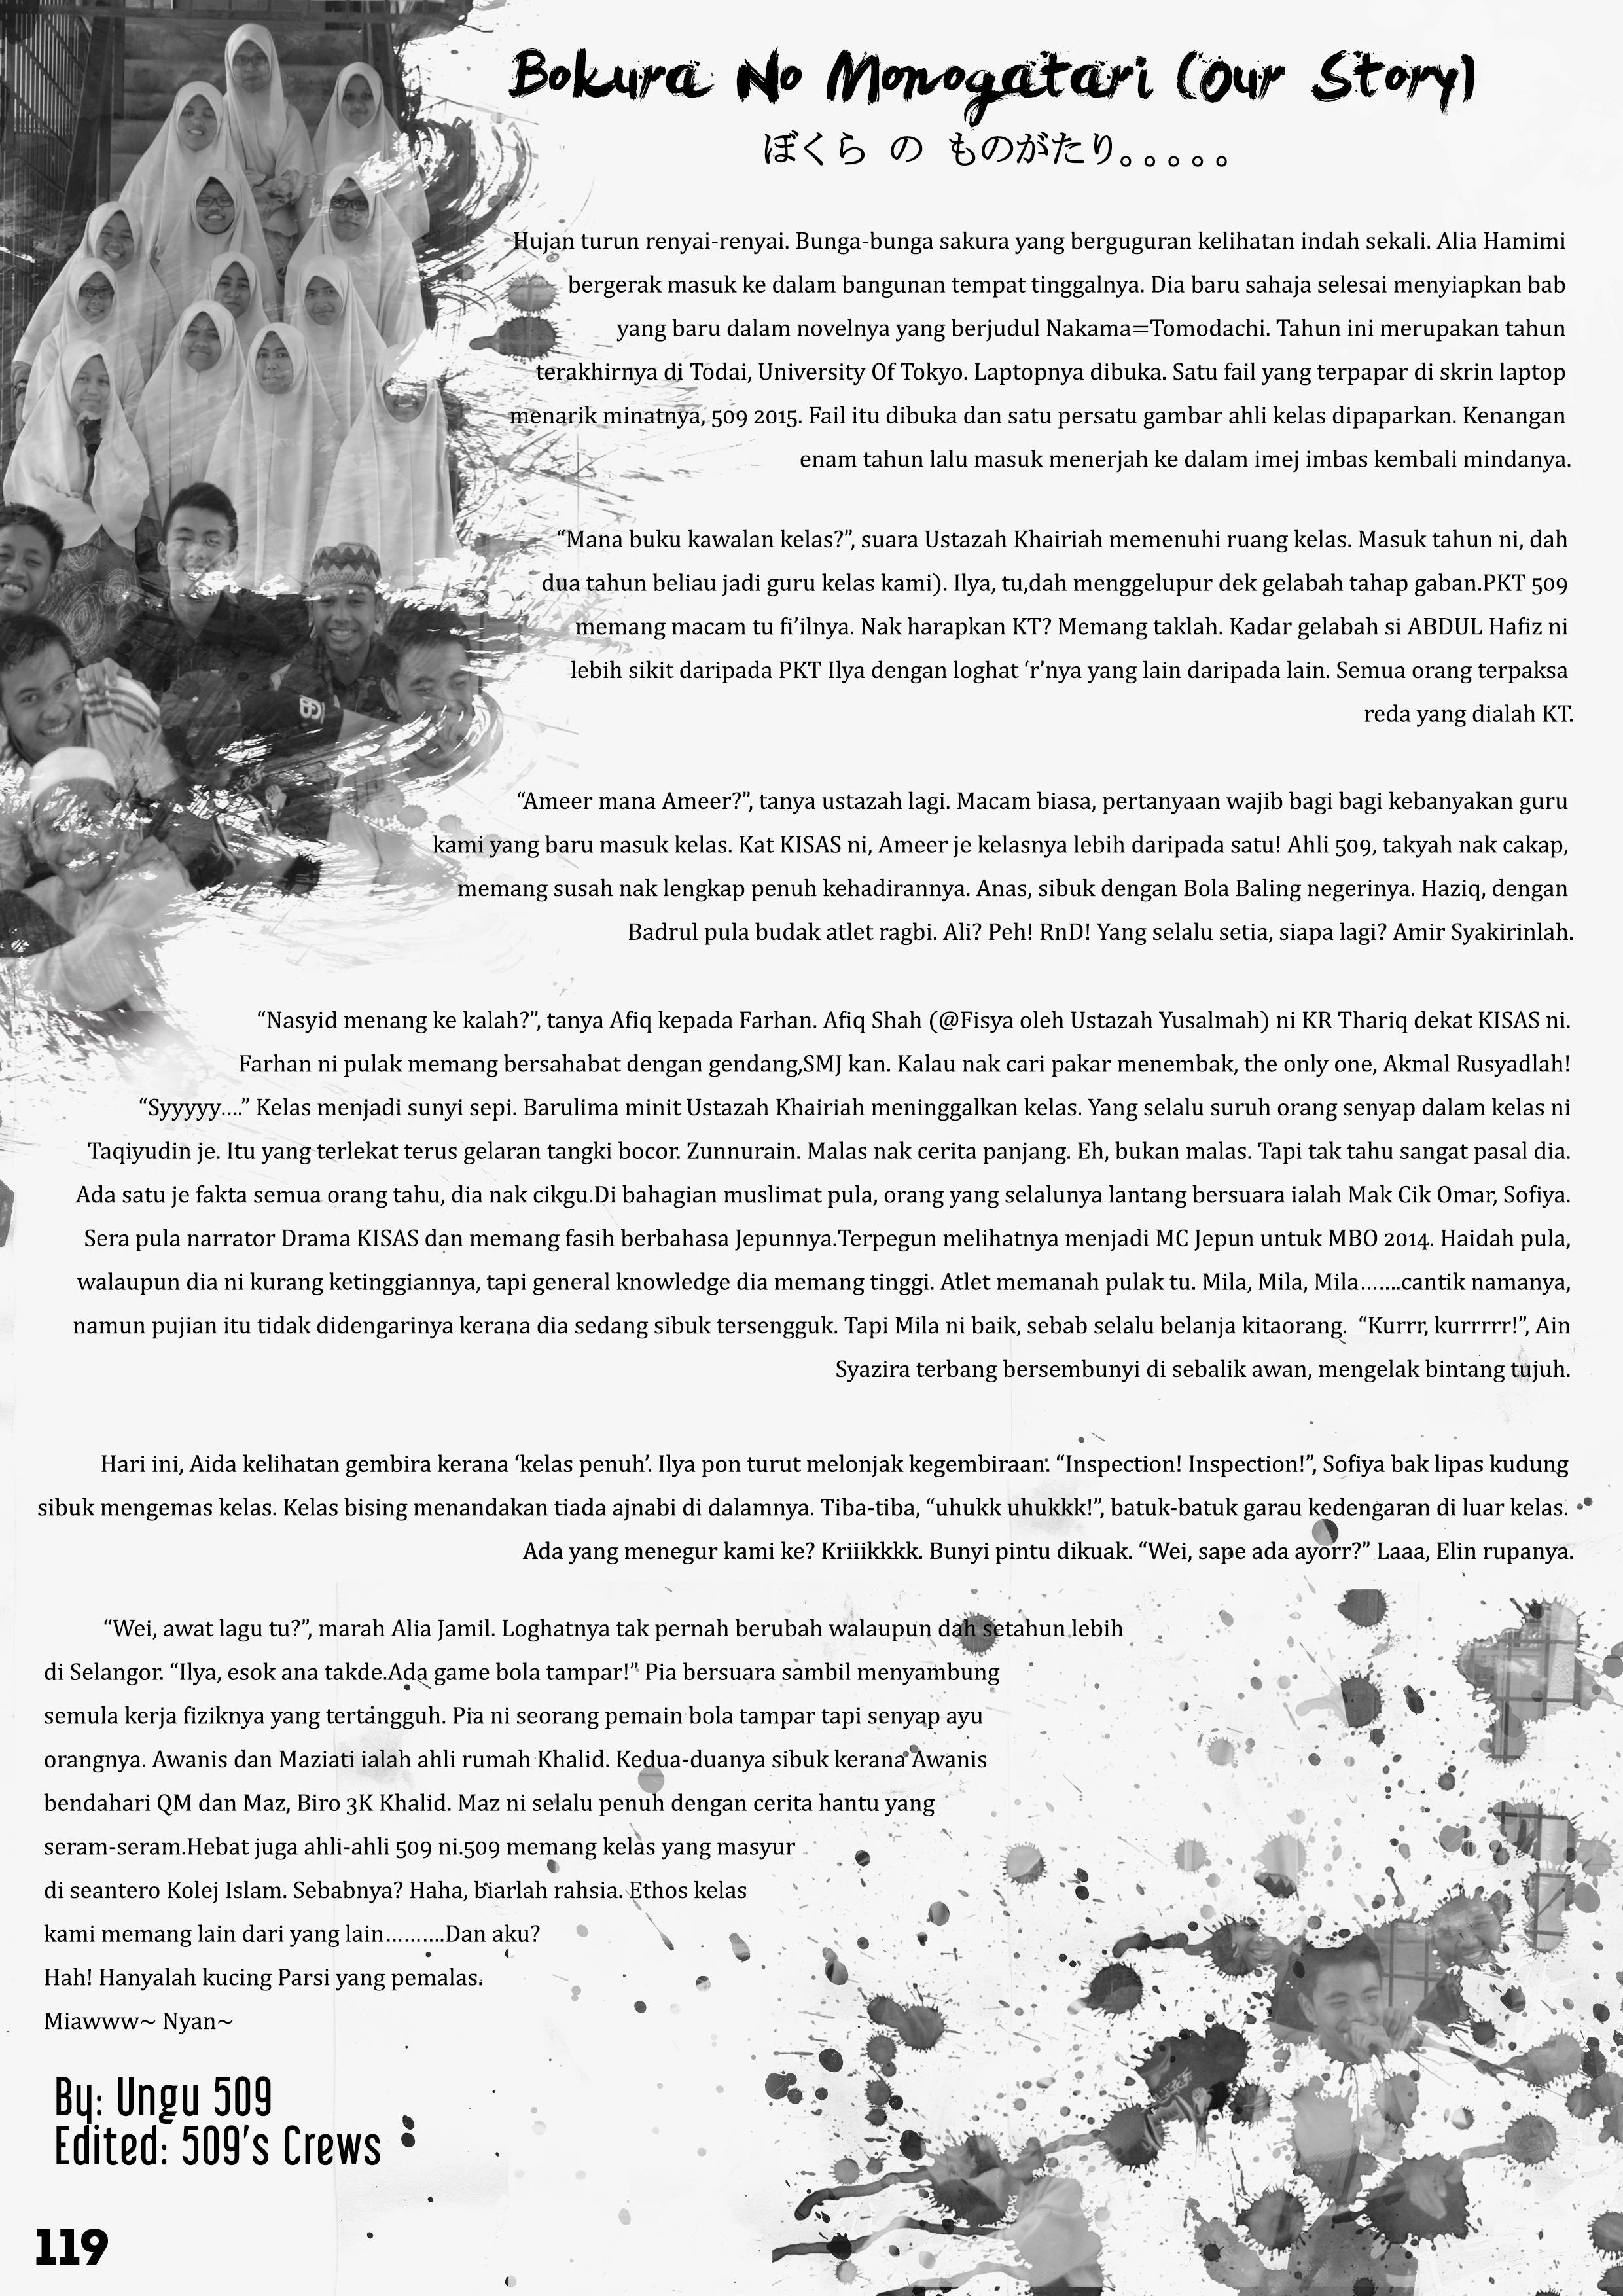 Bokura No Monogatari (Our Story)
ぼくら の ものがたり。。。。。
Hujan turun renyai-renyai. Bunga-bunga sakura yang berguguran kelihatan indah sekali. Alia Hamimi
bergerak masuk ke dalam bangunan tempat tinggalnya. Dia baru sahaja selesai menyiapkan bab
yang baru dalam novelnya yang berjudul Nakama=Tomodachi. Tahun ini merupakan tahun
terakhirnya di Todai, University Of Tokyo. Laptopnya dibuka. Satu fail yang terpapar di skrin laptop
menarik minatnya, 509 2015. Fail itu dibuka dan satu persatu gambar ahli kelas dipaparkan. Kenangan
enam tahun lalu masuk menerjah ke dalam imej imbas kembali mindanya.
“Mana buku kawalan kelas?”, suara Ustazah Khairiah memenuhi ruang kelas. Masuk tahun ni, dah
dua tahun beliau jadi guru kelas kami). Ilya, tu,dah menggelupur dek gelabah tahap gaban.PKT 509
memang macam tu fi’ilnya. Nak harapkan KT? Memang taklah. Kadar gelabah si ABDUL Hafiz ni
lebih sikit daripada PKT Ilya dengan loghat ‘r’nya yang lain daripada lain. Semua orang terpaksa
reda yang dialah KT.
“Ameer mana Ameer?”, tanya ustazah lagi. Macam biasa, pertanyaan wajib bagi bagi kebanyakan guru
kami yang baru masuk kelas. Kat KISAS ni, Ameer je kelasnya lebih daripada satu! Ahli 509, takyah nak cakap,
memang susah nak lengkap penuh kehadirannya. Anas, sibuk dengan Bola Baling negerinya. Haziq, dengan
Badrul pula budak atlet ragbi. Ali? Peh! RnD! Yang selalu setia, siapa lagi? Amir Syakirinlah.
“Nasyid menang ke kalah?”, tanya Afiq kepada Farhan. Afiq Shah (@Fisya oleh Ustazah Yusalmah) ni KR Thariq dekat KISAS ni.
Farhan ni pulak memang bersahabat dengan gendang,SMJ kan. Kalau nak cari pakar menembak, the only one, Akmal Rusyadlah!
“Syyyyy....” Kelas menjadi sunyi sepi. Barulima minit Ustazah Khairiah meninggalkan kelas. Yang selalu suruh orang senyap dalam kelas ni
Taqiyudin je. Itu yang terlekat terus gelaran tangki bocor. Zunnurain. Malas nak cerita panjang. Eh, bukan malas. Tapi tak tahu sangat pasal dia.
Ada satu je fakta semua orang tahu, dia nak cikgu.Di bahagian muslimat pula, orang yang selalunya lantang bersuara ialah Mak Cik Omar, Sofiya.
Sera pula narrator Drama KISAS dan memang fasih berbahasa Jepunnya.Terpegun melihatnya menjadi MC Jepun untuk MBO 2014. Haidah pula,
walaupun dia ni kurang ketinggiannya, tapi general knowledge dia memang tinggi. Atlet memanah pulak tu. Mila, Mila, Mila…….cantik namanya,
namun pujian itu tidak didengarinya kerana dia sedang sibuk tersengguk. Tapi Mila ni baik, sebab selalu belanja kitaorang. “Kurrr, kurrrrr!”, Ain
Syazira terbang bersembunyi di sebalik awan, mengelak bintang tujuh.
Hari ini, Aida kelihatan gembira kerana ‘kelas penuh’. Ilya pon turut melonjak kegembiraan. “Inspection! Inspection!”, Sofiya bak lipas kudung
sibuk mengemas kelas. Kelas bising menandakan tiada ajnabi di dalamnya. Tiba-tiba, “uhukk uhukkk!”, batuk-batuk garau kedengaran di luar kelas.
Ada yang menegur kami ke? Kriiikkkk. Bunyi pintu dikuak. “Wei, sape ada ayorr?” Laaa, Elin rupanya.
“Wei, awat lagu tu?”, marah Alia Jamil. Loghatnya tak pernah berubah walaupun dah setahun lebih
di Selangor. “Ilya, esok ana takde.Ada game bola tampar!” Pia bersuara sambil menyambung
semula kerja fiziknya yang tertangguh. Pia ni seorang pemain bola tampar tapi senyap ayu
orangnya. Awanis dan Maziati ialah ahli rumah Khalid. Kedua-duanya sibuk kerana Awanis
bendahari QM dan Maz, Biro 3K Khalid. Maz ni selalu penuh dengan cerita hantu yang
seram-seram.Hebat juga ahli-ahli 509 ni.509 memang kelas yang masyur
di seantero Kolej Islam. Sebabnya? Haha, biarlah rahsia. Ethos kelas
kami memang lain dari yang lain……….Dan aku?
Hah! Hanyalah kucing Parsi yang pemalas.
Miawww~ Nyan~
By: Ungu 509
Edited: 509's Crews
119